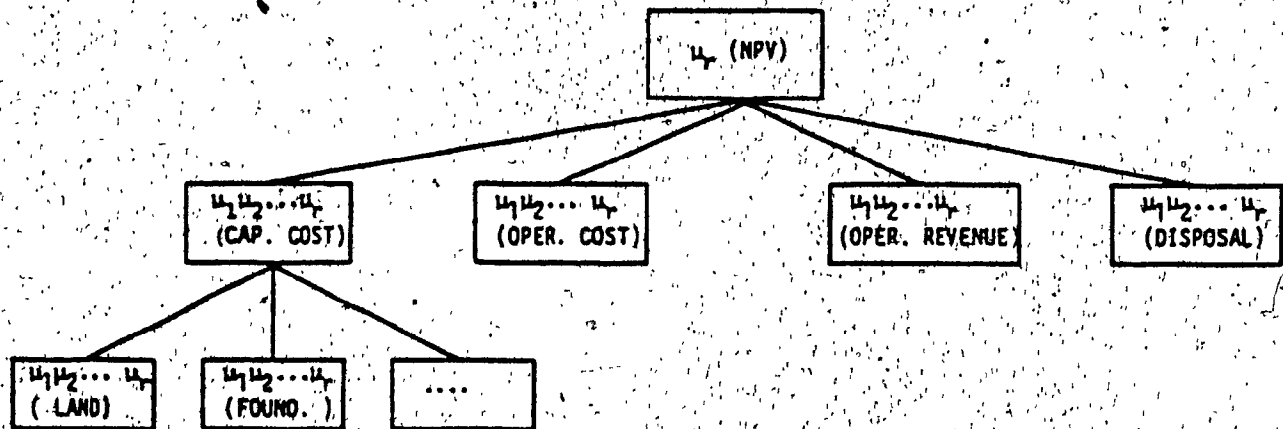 μr (NPV)
μ1μ2...μr
(CAP. COST)
μ1μ2... μr
(OPER. COST)
μ1μ2...μr
(OPER. REVENUE)
μ1μ2... μr
(DISPOSAL)
μ1μ2... μr
( LAND)
μ1μ2...μr
(FOUND. )
....